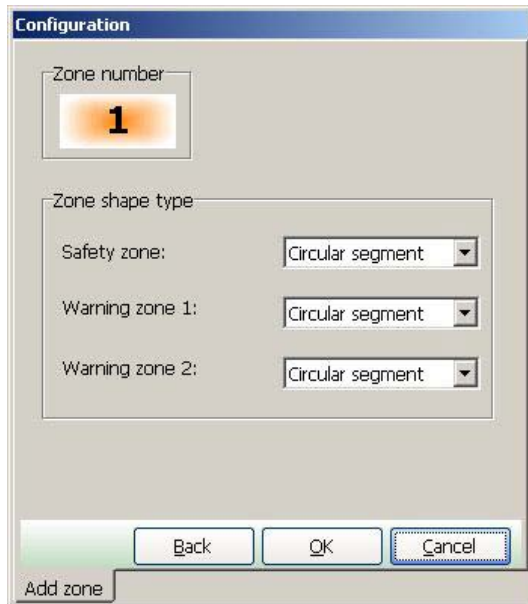 Configuration
Zone number
1
Zone shape type
Safety zone: Circular segment
Warning zone 1: Circular segment
Warning zone 2: Circular segment
Back OK Cancel
Add zone